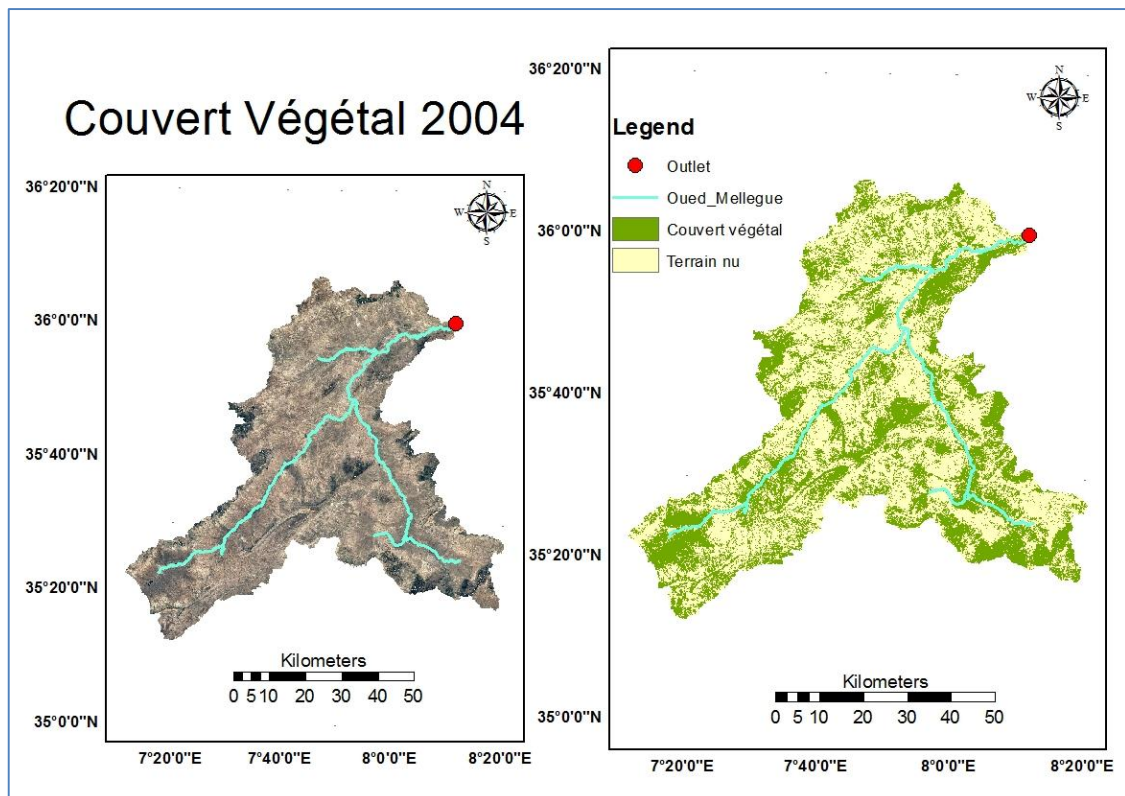 Couvert Végétal 2004
36°20'0"N
36°0'0"N
35°40'0"N
35°20'0"N
35°0'0"N
N
W E
S
Kilometers
0 5 10 20 30 40 50
7°20'0"E 7°40'0"E 8°0'0"E 8°20'0"E
36°20'0"N
36°0'0"N
35°40'0"N
35°20'0"N
35°0'0"N
N
W E
S
Legend
Outlet
Oued_Mellegue
Couvert végétal
Terrain nu
Kilometers
0 5 10 20 30 40 50
7°20'0"E 7°40'0"E 8°0'0"E 8°20'0"E